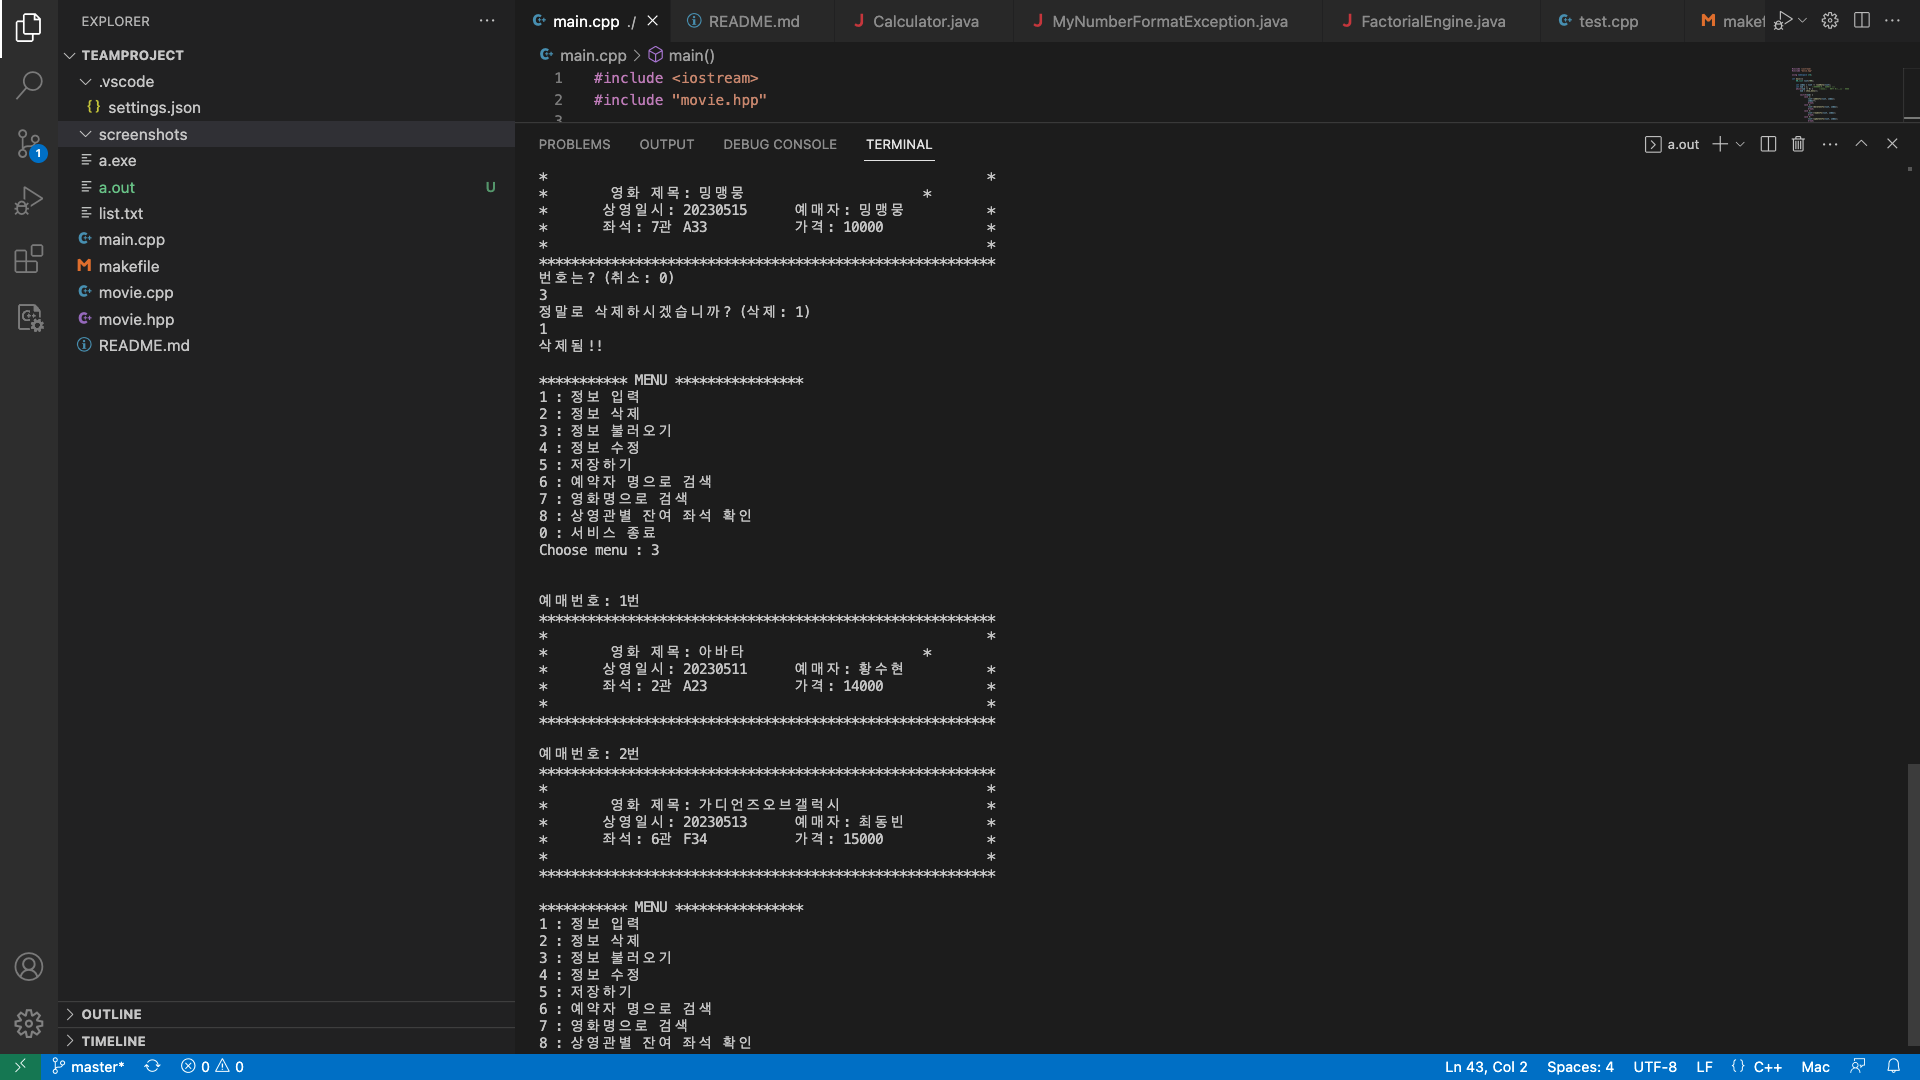 EXPLORER
TEAMPROJECT
.vscode
{} settings.json
screenshots
a.exe
a.out U
list.txt
main.cpp
makefile
movie.cpp
movie.hpp
README.md
OUTLINE
TIMELINE
main.cpp ./ README.md Calculator.java MyNumberFormatException.java FactorialEngine.java test.cpp
main.cpp > main()
1 #include <iostream>
2 #include "movie.hpp"
3
PROBLEMS OUTPUT DEBUG CONSOLE TERMINAL a.out
* *
* 영화 제목: 밍맹뭉 *
* 상영일시: 20230515 예매자: 밍맹뭉 *
* 좌석: 7관 A33 가격: 10000 *
* *
*********************************************************
번호는? (취소: 0)
3
정말로 삭제하시겠습니까? (삭제: 1)
1
삭제됨!!
*********** MENU ****************
1 : 정보 입력
2 : 정보 삭제
3 : 정보 불러오기
4 : 정보 수정
5 : 저장하기
6 : 예약자 명으로 검색
7 : 영화명으로 검색
8 : 상영관별 잔여 좌석 확인
0 : 서비스 종료
Choose menu : 3
예매번호: 1번
*********************************************************
* *
* 영화 제목: 아바타 *
* 상영일시: 20230511 예매자: 황수현 *
* 좌석: 2관 A23 가격: 14000 *
* *
*********************************************************
예매번호: 2번
*********************************************************
* *
* 영화 제목: 가디언즈오브갤럭시 *
* 상영일시: 20230513 예매자: 최동빈 *
* 좌석: 6관 F34 가격: 15000 *
* *
*********************************************************
*********** MENU ****************
1 : 정보 입력
2 : 정보 삭제
3 : 정보 불러오기
4 : 정보 수정
5 : 저장하기
6 : 예약자 명으로 검색
7 : 영화명으로 검색
8 : 상영관별 잔여 좌석 확인
master* 0 0 Ln 43, Col 2 Spaces: 4 UTF-8 LF {} C++ Mac